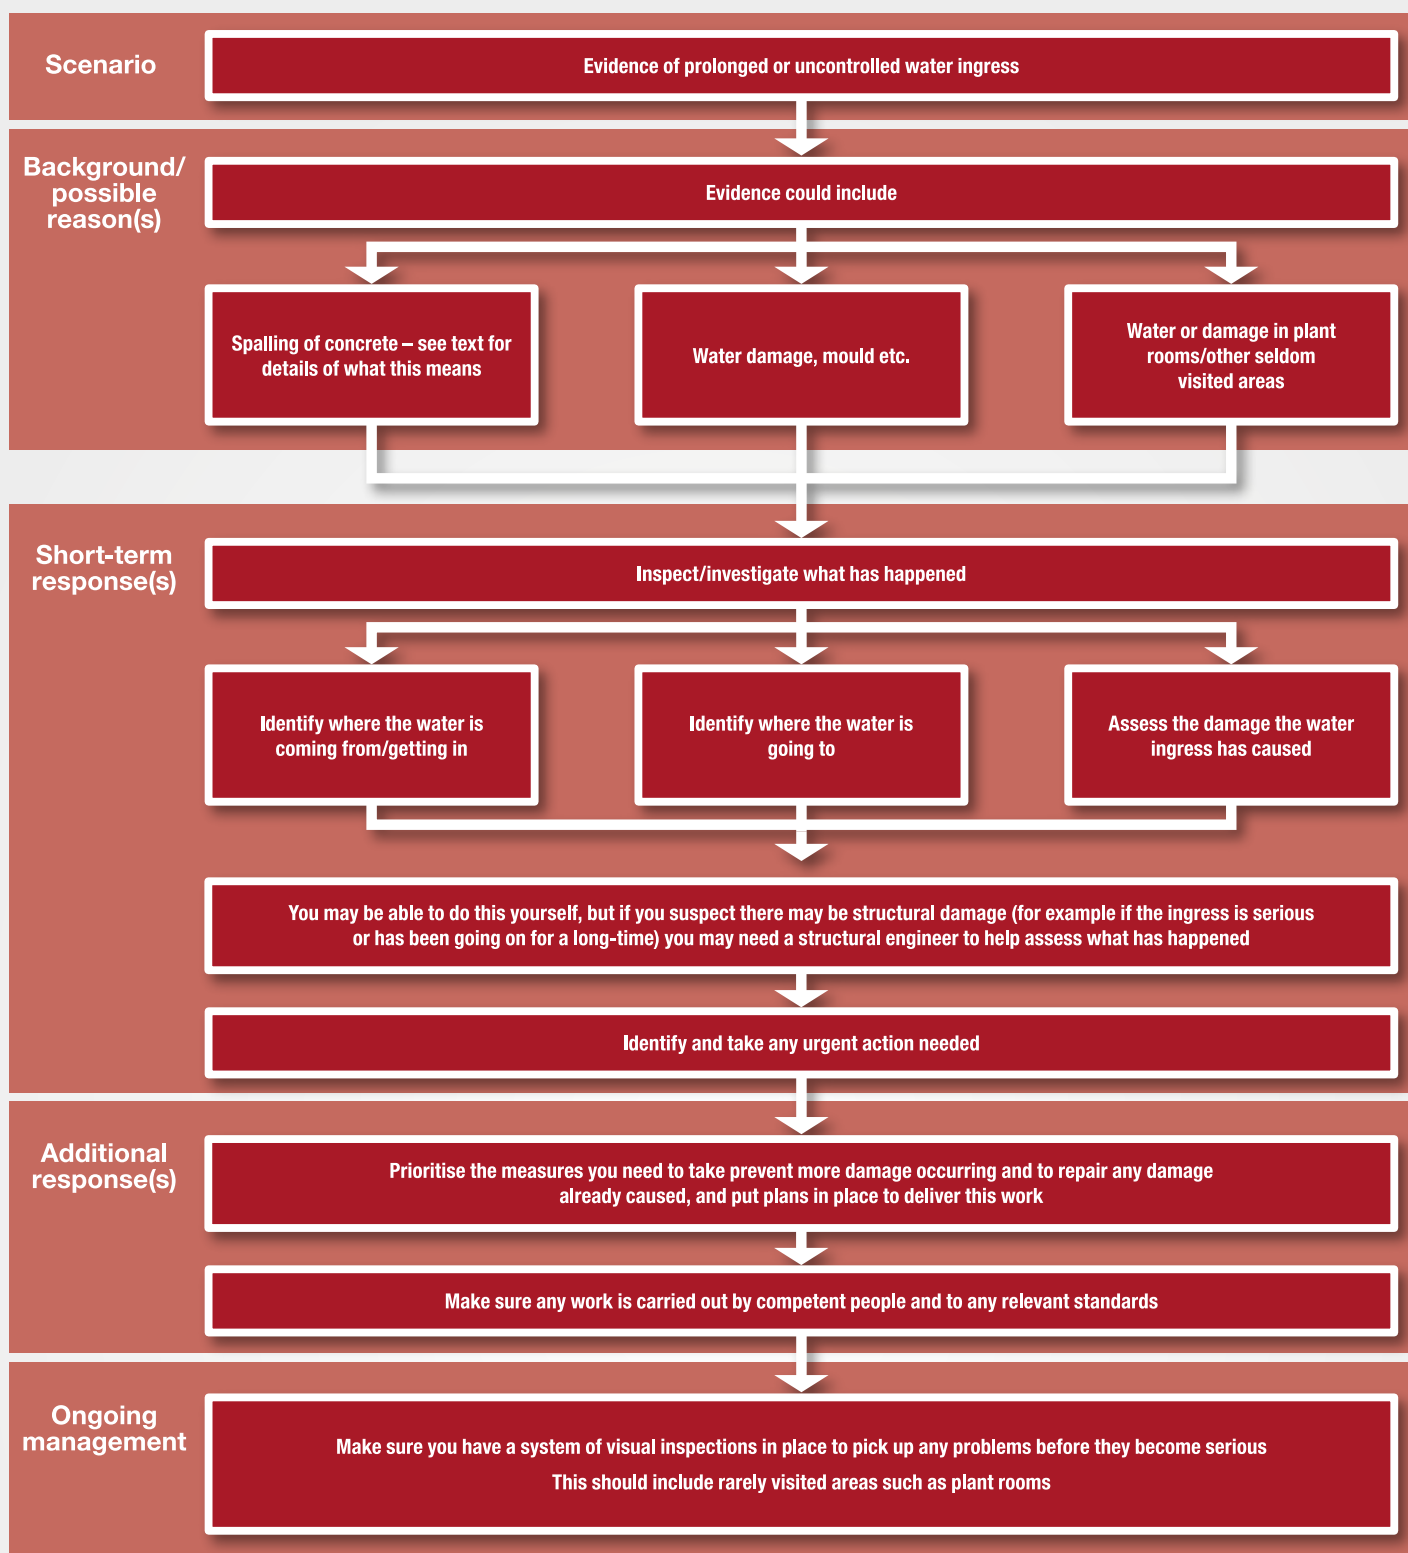 Scenario
Evidence of prolonged or uncontrolled water ingress
Background/
possible
reason(s)
Evidence could include
Spalling of concrete – see text for
details of what this means
Water damage, mould etc.
Water or damage in plant
rooms/other seldom
visited areas
Short-term
response(s)
Inspect/investigate what has happened
Identify where the water is
coming from/getting in
Identify where the water is
going to
Assess the damage the water
ingress has caused
You may be able to do this yourself, but if you suspect there may be structural damage (for example if the ingress is serious
or has been going on for a long-time) you may need a structural engineer to help assess what has happened
Identify and take any urgent action needed
Additional
response(s)
Prioritise the measures you need to take prevent more damage occurring and to repair any damage
already caused, and put plans in place to deliver this work
Make sure any work is carried out by competent people and to any relevant standards
Ongoing
management
Make sure you have a system of visual inspections in place to pick up any problems before they become serious
This should include rarely visited areas such as plant rooms